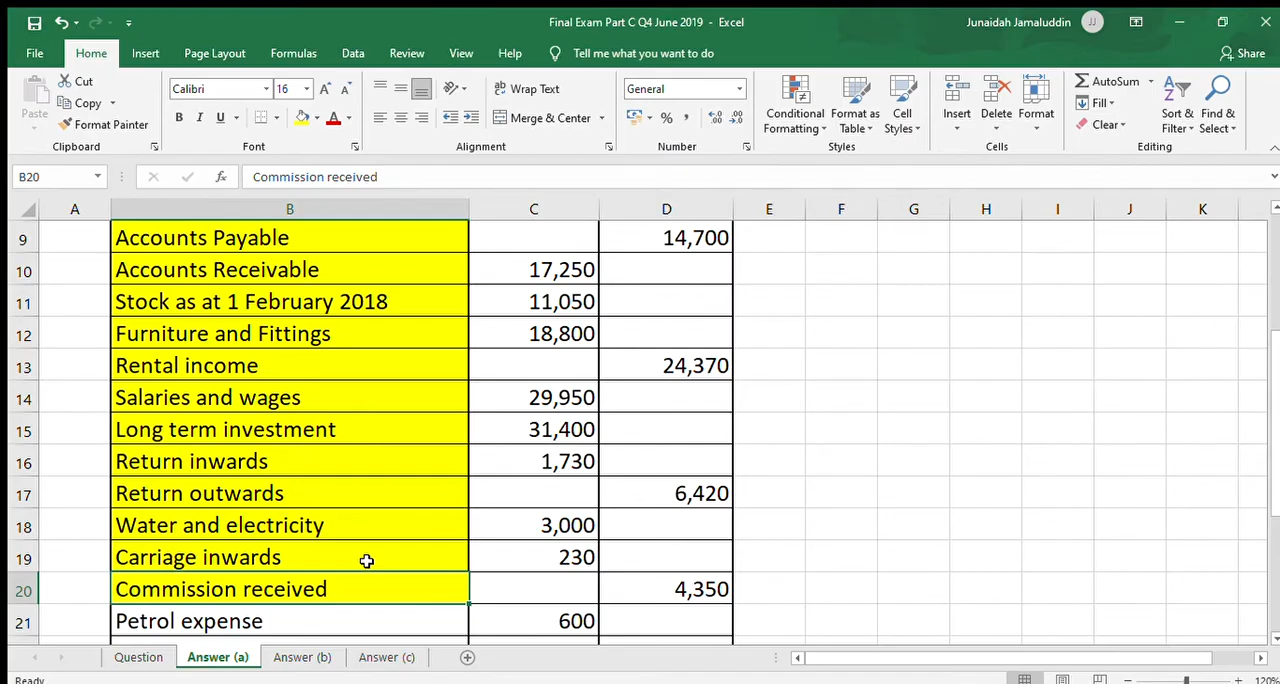 Final Exam Part C Q4 June 2019 - Excel
Junaidah Jamaluddin
JJ
File Home Insert Page Layout Formulas Data Review View Help Tell me what you want to do Share
Paste
Cut
Copy
Format Painter
Clipboard
Calibri 16
B I U
Font
Wrap Text
Merge & Center
Alignment
General
Number
Conditional Formatting
Format as Table
Cell Styles
Styles
Insert
Delete
Format
Cells
AutoSum
Fill
Clear
Sort & Filter
Find & Select
Editing
B20 fx Commission received
A B C D E F G H I J K
9 Accounts Payable 14,700
10 Accounts Receivable 17,250
11 Stock as at 1 February 2018 11,050
12 Furniture and Fittings 18,800
13 Rental income 24,370
14 Salaries and wages 29,950
15 Long term investment 31,400
16 Return inwards 1,730
17 Return outwards 6,420
18 Water and electricity 3,000
19 Carriage inwards 230
20 Commission received 4,350
21 Petrol expense 600
Question Answer (a) Answer (b) Answer (c)
Ready 120%